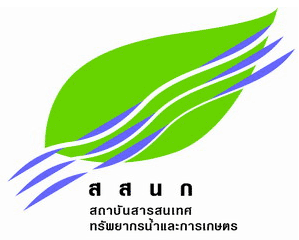 ส ส น ก
สถาบันสารสนเทศ
ทรัพยากรน้ำและการเกษตร